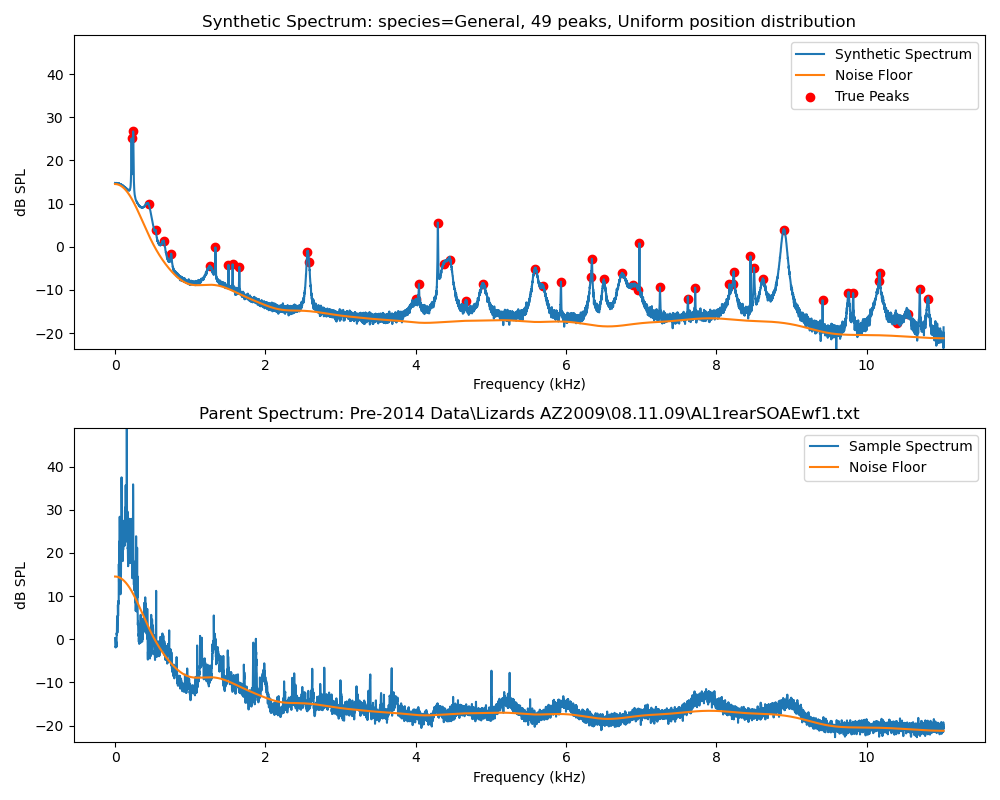 Synthetic Spectrum: species=General, 49 peaks, Uniform position distribution
dB SPL
40
30
20
10
0
−10
−20
Synthetic Spectrum
Noise Floor
True Peaks
0 2 4 6 8 10
Frequency (kHz)
Parent Spectrum: Pre-2014 Data\Lizards AZ2009\08.11.09\AL1rearSOAEwf1.txt
dB SPL
40
30
20
10
0
−10
−20
Sample Spectrum
Noise Floor
0 2 4 6 8 10
Frequency (kHz)